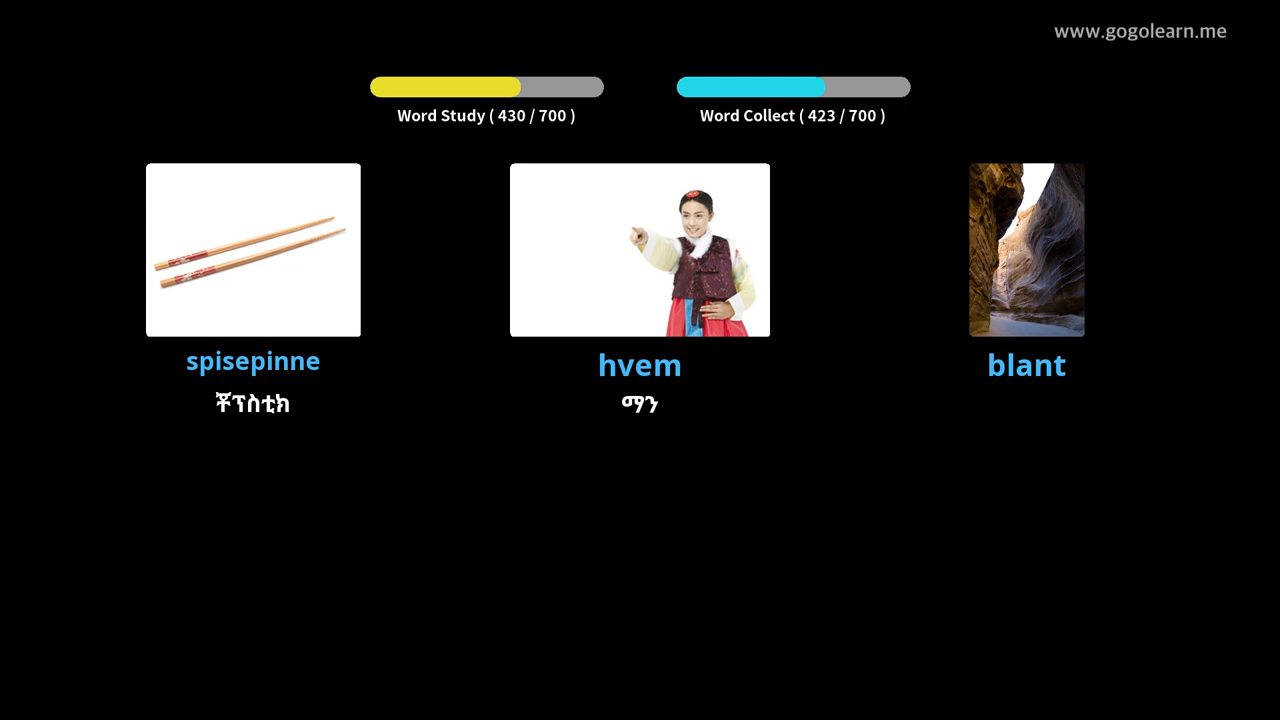 www.gogolearn.me
Word Study ( 430 / 700 )
Word Collect ( 423 / 700 )
spisepinne
hvem
blant
ቾፕስቲክ
ማን